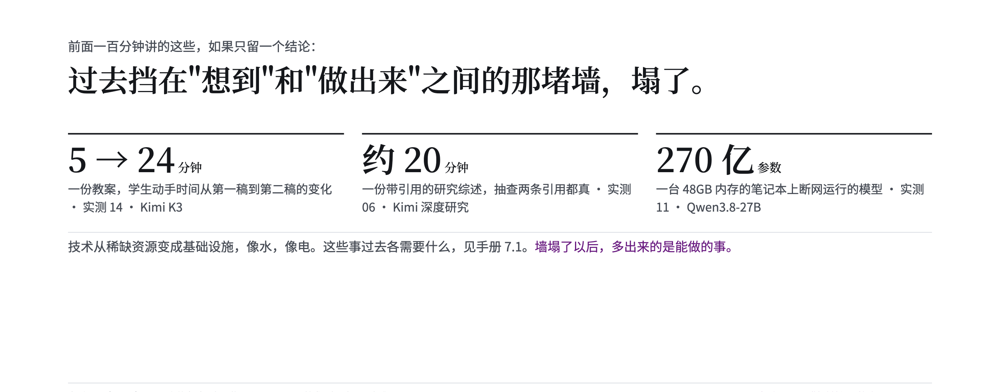 前面一百分钟讲的这些，如果只留一个结论：
过去挡在"想到"和"做出来"之间的那堵墙，塌了。
5 → 24 分钟
一份教案，学生动手时间从第一稿到第二稿的变化
· 实测 14 · Kimi K3
约 20 分钟
一份带引用的研究综述，抽查两条引用都真 · 实测
06 · Kimi 深度研究
270 亿 参数
一台 48GB 内存的笔记本上断网运行的模型 · 实测
11 · Qwen3.8-27B
技术从稀缺资源变成基础设施，像水，像电。这些事过去各需要什么，见手册 7.1。墙塌了以后，多出来的是能做的事。